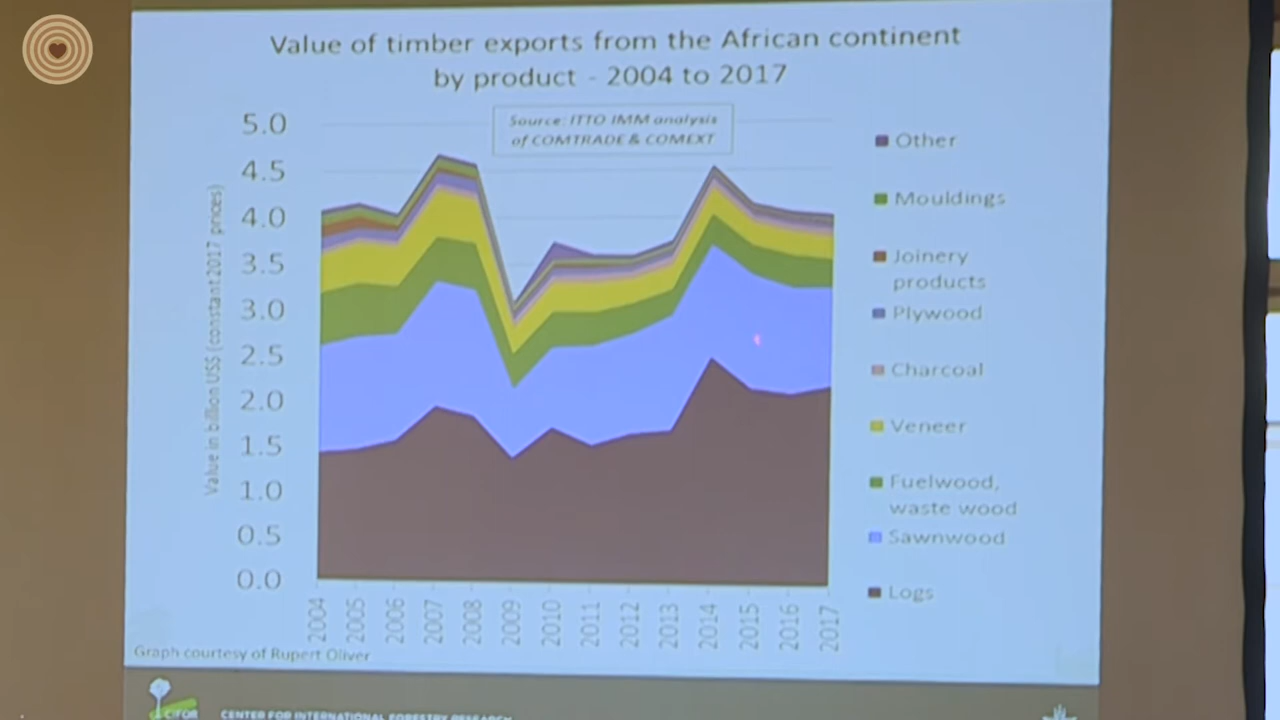 Value of timber exports from the African continent
by product - 2004 to 2017
Source: ITTO IMM analysis
of COMTRADE & COMEXT
Value in billion US$ (constant 2017 prices)
5.0
4.5
4.0
3.5
3.0
2.5
2.0
1.5
1.0
0.5
0.0
2004
2005
2006
2007
2008
2009
2010
2011
2012
2013
2014
2015
2016
2017
Other
Mouldings
Joinery
products
Plywood
Charcoal
Veneer
Fuelwood,
waste wood
Sawnwood
Logs
Graph courtesy of Rupert Oliver
CIFOR
CENTER FOR INTERNATIONAL FORESTRY RESEARCH